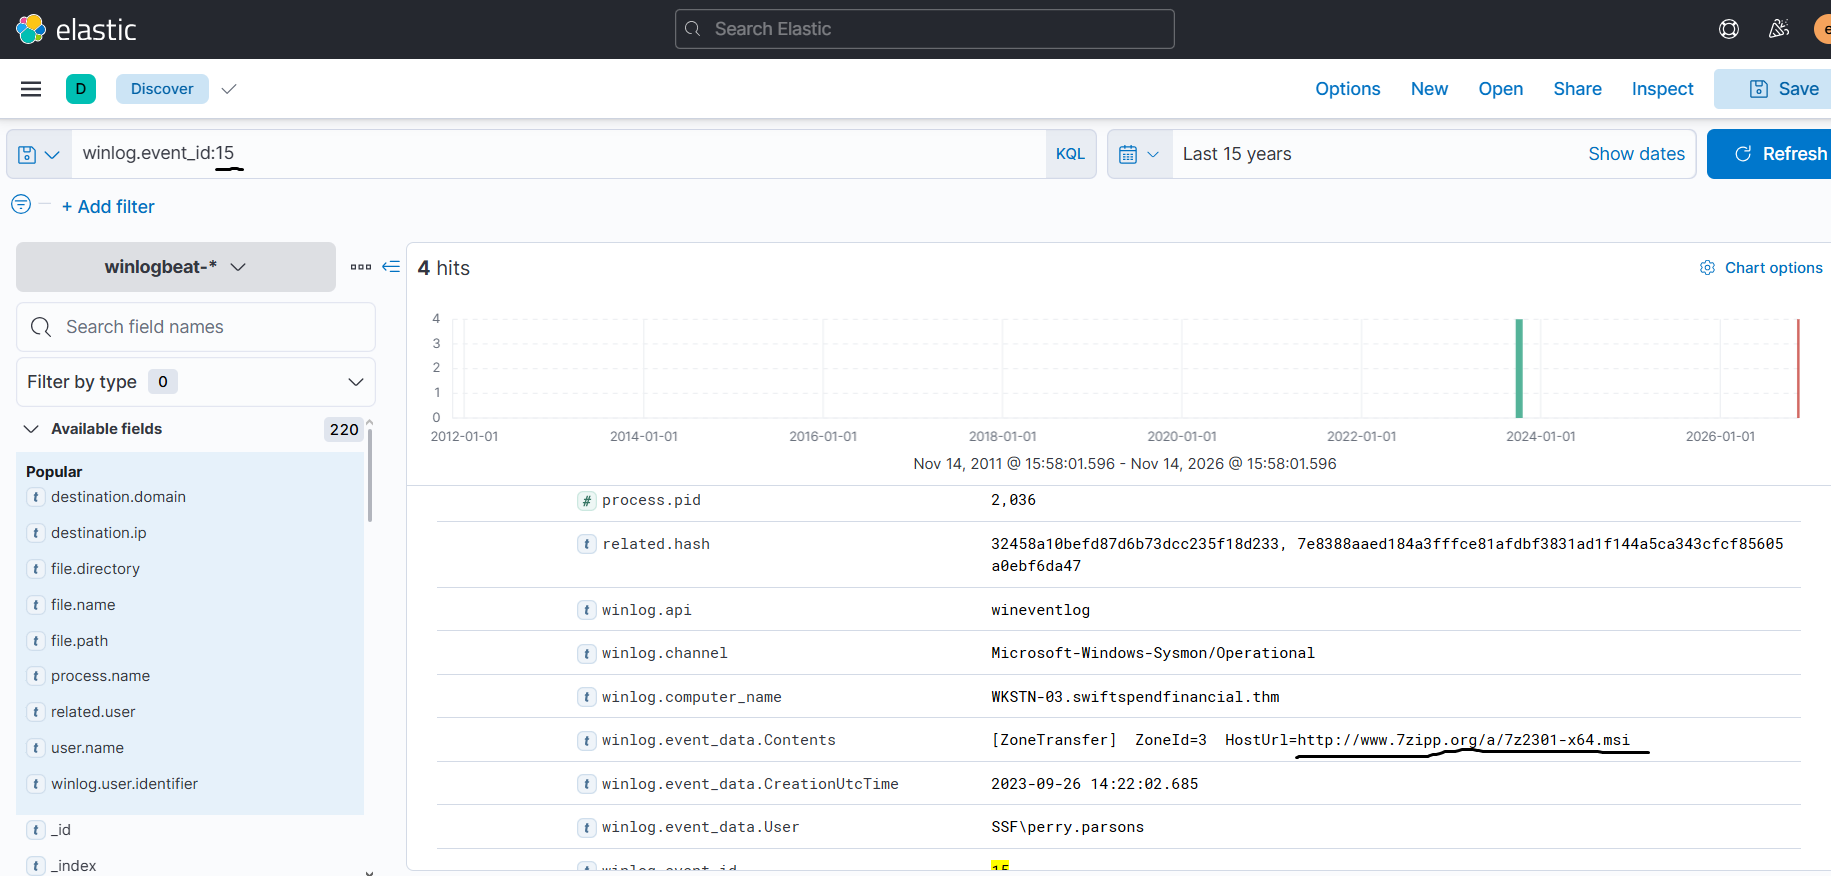 elastic
Search Elastic
e
D
Discover
Options
New
Open
Share
Inspect
Save
winlog.event_id:15
KQL
Last 15 years
Show dates
Refresh
+ Add filter
winlogbeat-*
4 hits
Chart options
Search field names
Filter by type 0
Available fields 220
Popular
t destination.domain
t destination.ip
t file.directory
t file.name
t file.path
t process.name
t related.user
t user.name
t winlog.user.identifier
t _id
t _index
4
3
2
1
0
2012-01-01 2014-01-01 2016-01-01 2018-01-01 2020-01-01 2022-01-01 2024-01-01 2026-01-01
Nov 14, 2011 @ 15:58:01.596 - Nov 14, 2026 @ 15:58:01.596
# process.pid 2,036
t related.hash 32458a10befd87d6b73dcc235f18d233, 7e8388aaed184a3fffce81afdbf3831ad1f144a5ca343cfcf85605
a0ebf6da47
t winlog.api wineventlog
t winlog.channel Microsoft-Windows-Sysmon/Operational
t winlog.computer_name WKSTN-03.swiftspendfinancial.thm
t winlog.event_data.Contents [ZoneTransfer] ZoneId=3 HostUrl=http://www.7zipp.org/a/7z2301-x64.msi
t winlog.event_data.CreationUtcTime 2023-09-26 14:22:02.685
t winlog.event_data.User SSF\perry.parsons
t winlog.event_id 15